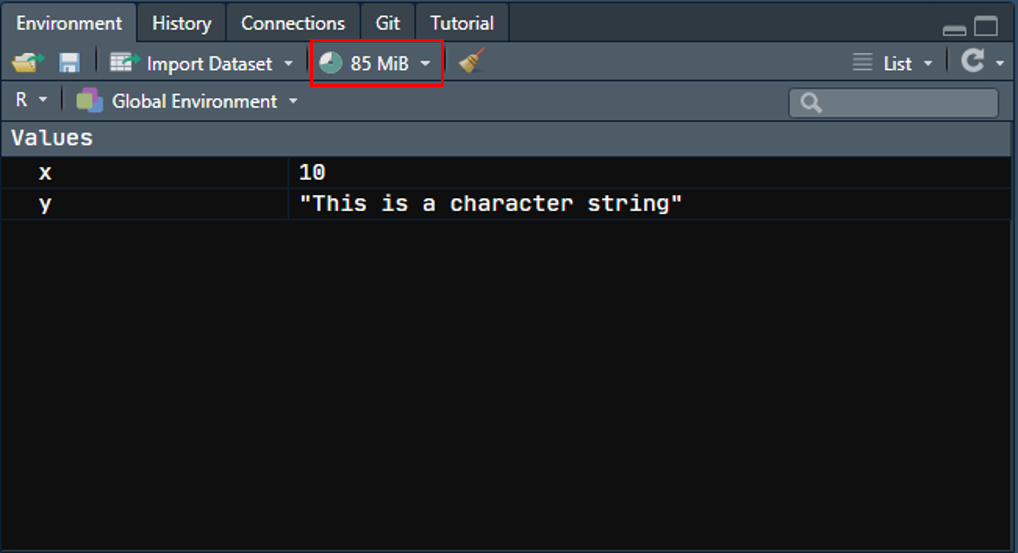 Environment History Connections Git Tutorial
Import Dataset 85 MiB List
R Global Environment
Values
x 10
y "This is a character string"